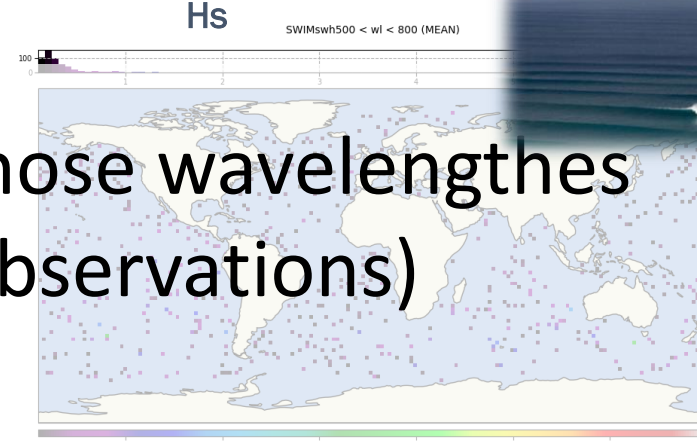 Hs
SWIMswh500 < wl < 800 (MEAN)
100
0
1 2 3 4
hose wavelengthes
bservations)